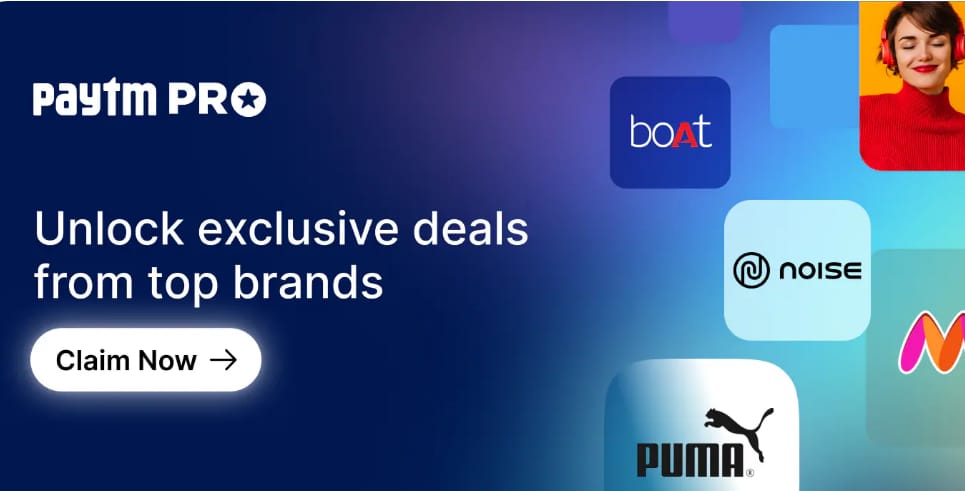 paytm PRO
Unlock exclusive deals
from top brands
Claim Now →
boAt
NOISE
PUMA®